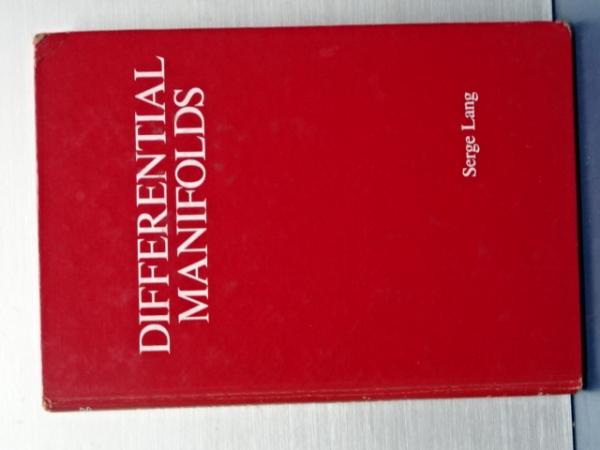 DIFFERENTIAL
MANIFOLDS
Serge Lang